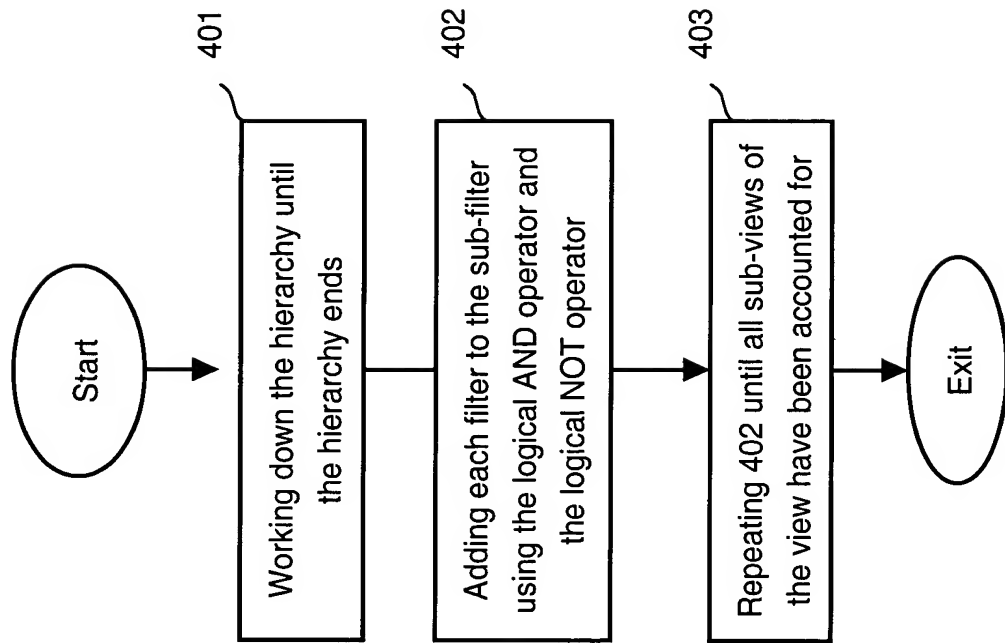 Start
401
Working down the hierarchy until
the hierarchy ends
402
Adding each filter to the sub-filter
using the logical AND operator and
the logical NOT operator
403
Repeating 402 until all sub-views of
the view have been accounted for
Exit